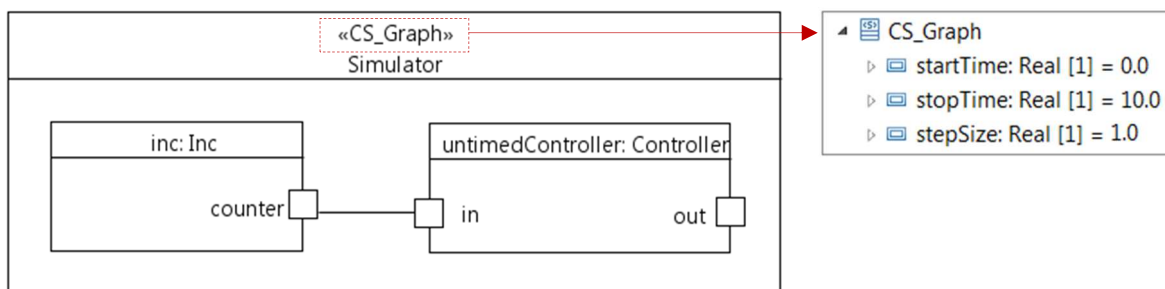 «CS_Graph»
Simulator
inc: Inc
counter
untimedController: Controller
in
out
CS_Graph
startTime: Real [1] = 0.0
stopTime: Real [1] = 10.0
stepSize: Real [1] = 1.0